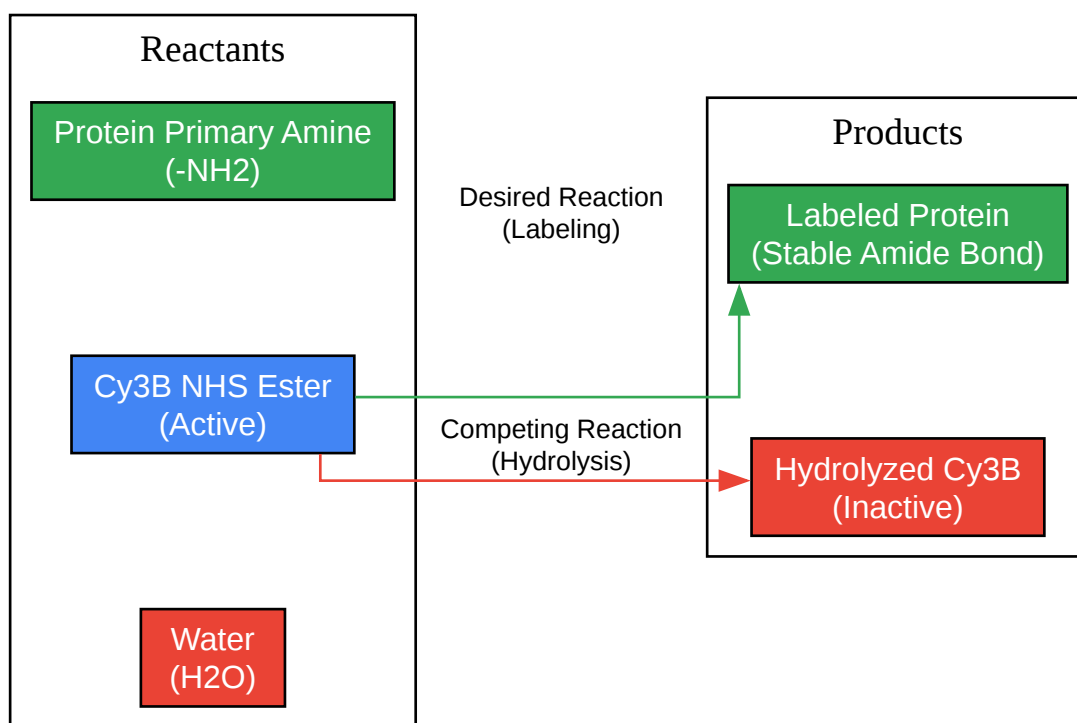 Reactants
Protein Primary Amine
(-NH2)
Cy3B NHS Ester
(Active)
Water
(H2O)
Desired Reaction
(Labeling)
Competing Reaction
(Hydrolysis)
Products
Labeled Protein
(Stable Amide Bond)
Hydrolyzed Cy3B
(Inactive)